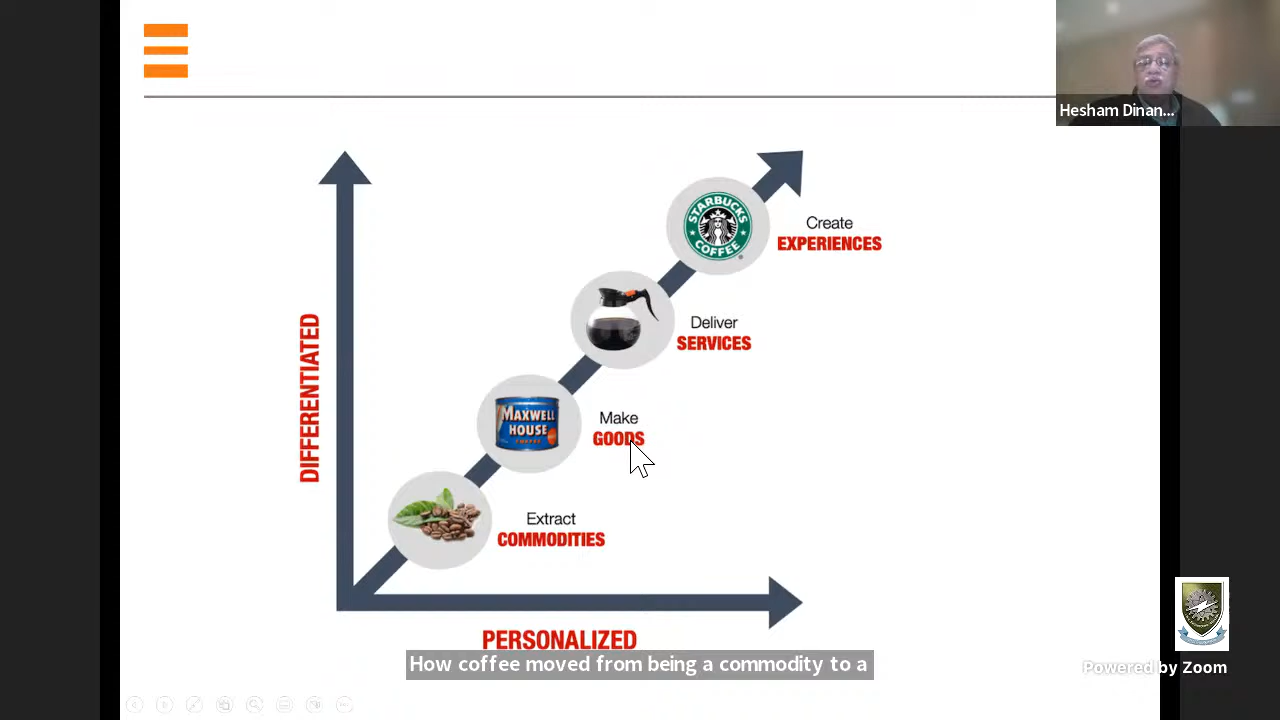 Hesham Dinan...
STARBUCKS
COFFEE
Create
EXPERIENCES
Deliver
SERVICES
DIFFERENTIATED
MAXWELL
HOUSE
COFFEE
Make
GOODS
Extract
COMMODITIES
PERSONALIZED
How coffee moved from being a commodity to a
Powered by Zoom